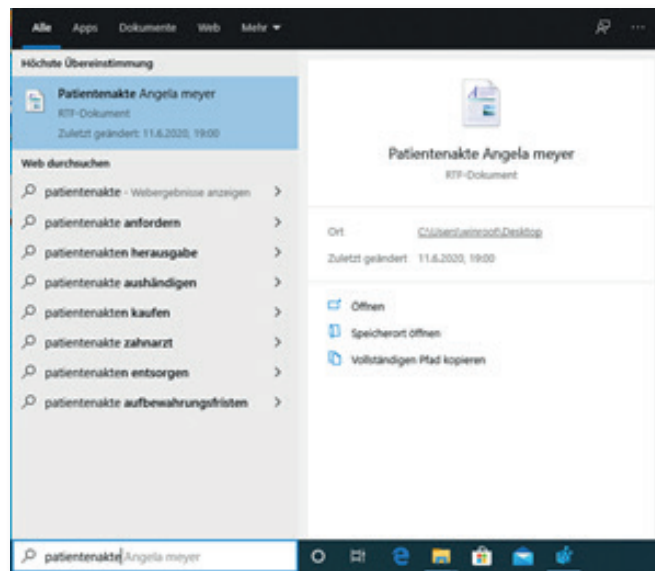 Alle Apps Dokumente Web Mehr
Höchste Übereinstimmung
Patientenakte Angela meyer
RTF-Dokument
Zuletzt geändert: 11.6.2020, 19:00
Web durchsuchen
patientenakte - Webergebnisse anzeigen
patientenakte anfordern
patientenakten herausgabe
patientenakte aushändigen
patientenakten kaufen
patientenakte zahnarzt
patientenakten entsorgen
patientenakte aufbewahrungsfristen
Patientenakte Angela meyer
RTF-Dokument
Ort C:\Users\winroot\Desktop
Zuletzt geändert 11.6.2020, 19:00
Öffnen
Speicherort öffnen
Vollständigen Pfad kopieren
patientenakte Angela meyer